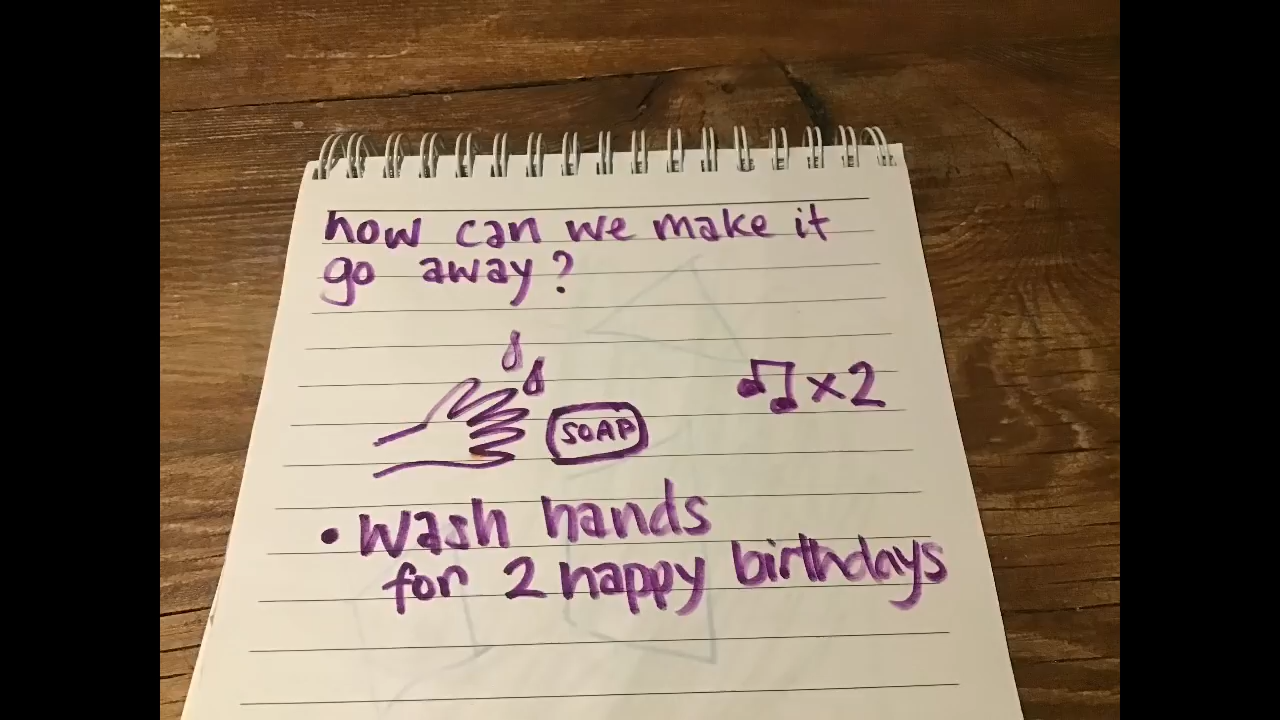 how can we make it
go away?
x2
SOAP
• wash hands
for 2 happy birthdays